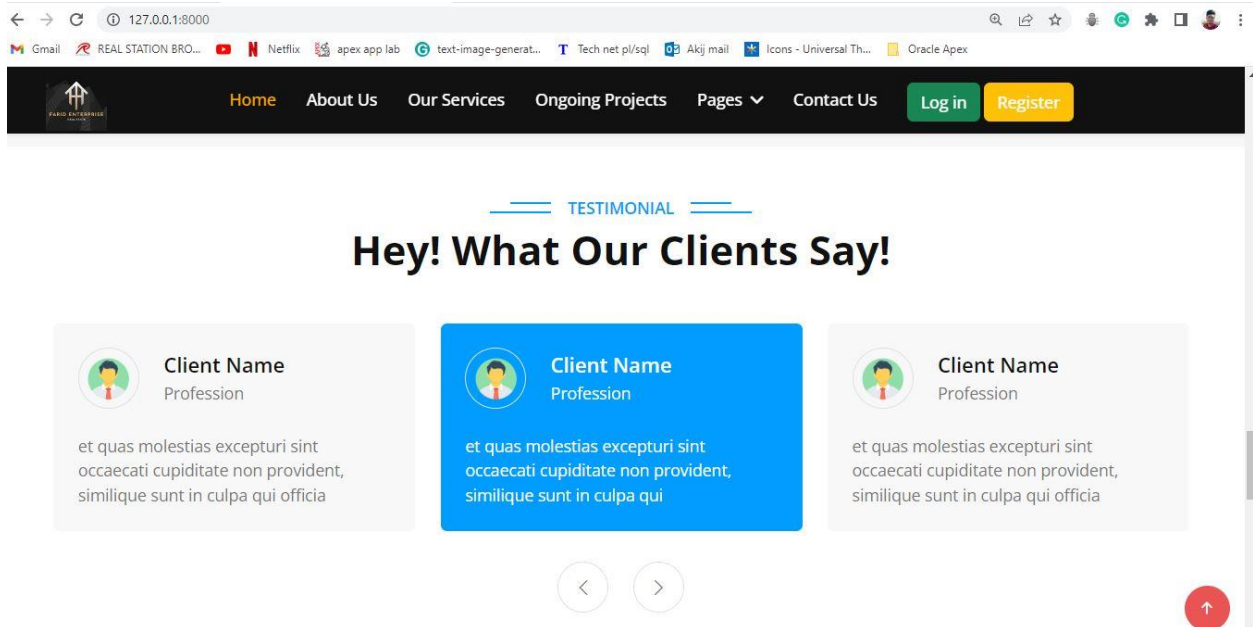 127.0.0.1:8000
Gmail REAL STATION BRO... Netflix apex app lab text-image-generat... Tech net pl/sql Akij mail Icons - Universal Th... Oracle Apex
FARID ENTERPRISE
Home About Us Our Services Ongoing Projects Pages Contact Us Log in Register
TESTIMONIAL
Hey! What Our Clients Say!
Client Name
Profession
et quas molestias excepturi sint
occaecati cupiditate non provident,
similique sunt in culpa qui officia
Client Name
Profession
et quas molestias excepturi sint
occaecati cupiditate non provident,
similique sunt in culpa qui
Client Name
Profession
et quas molestias excepturi sint
occaecati cupiditate non provident,
similique sunt in culpa qui officia